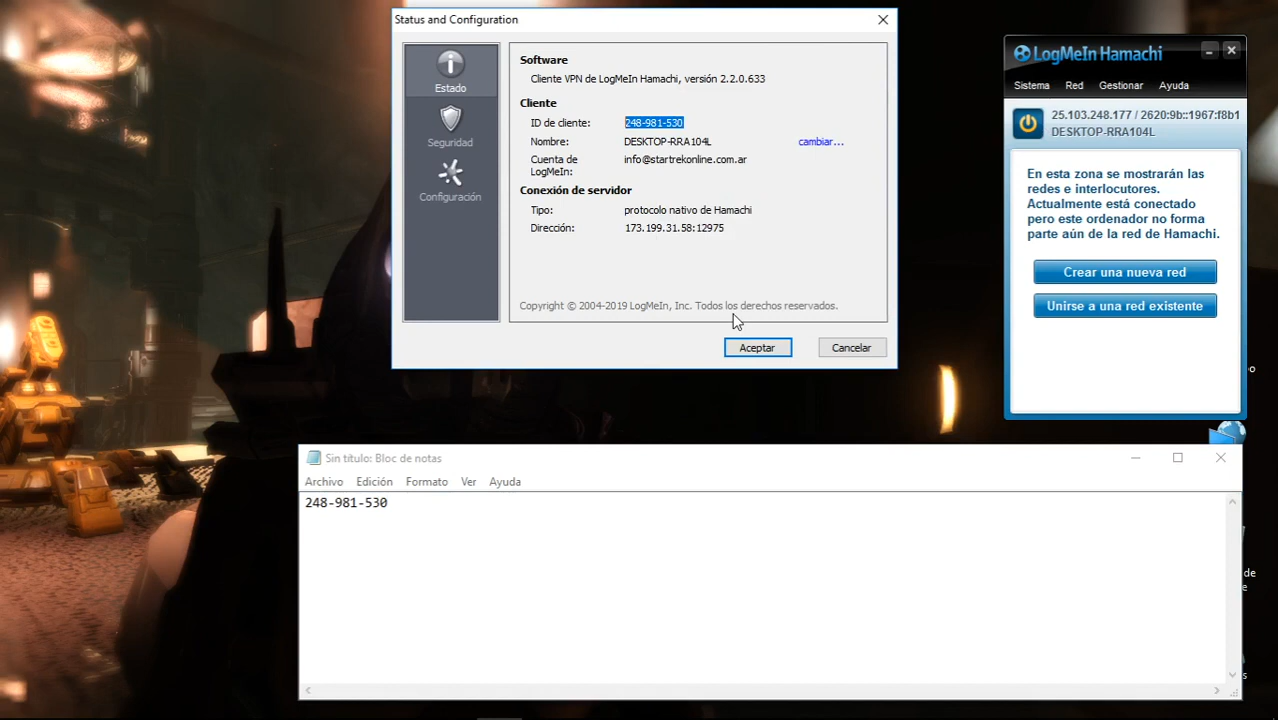 Status and Configuration
Estado
Seguridad
Configuración
Software
Cliente VPN de LogMeIn Hamachi, versión 2.2.0.633
Cliente
ID de cliente: 248-981-530
Nombre: DESKTOP-RRA104L cambiar...
Cuenta de LogMeIn: info@startrekonline.com.ar
Conexión de servidor
Tipo: protocolo nativo de Hamachi
Dirección: 173.199.31.58:12975
Copyright © 2004-2019 LogMeIn, Inc. Todos los derechos reservados.
Aceptar Cancelar
LogMeIn Hamachi
Sistema Red Gestionar Ayuda
25.103.248.177 / 2620:9b::1967:f8b1
DESKTOP-RRA104L
En esta zona se mostrarán las
redes e interlocutores.
Actualmente está conectado
pero este ordenador no forma
parte aún de la red de Hamachi.
Crear una nueva red
Unirse a una red existente
Sin título: Bloc de notas
Archivo Edición Formato Ver Ayuda
248-981-530
de